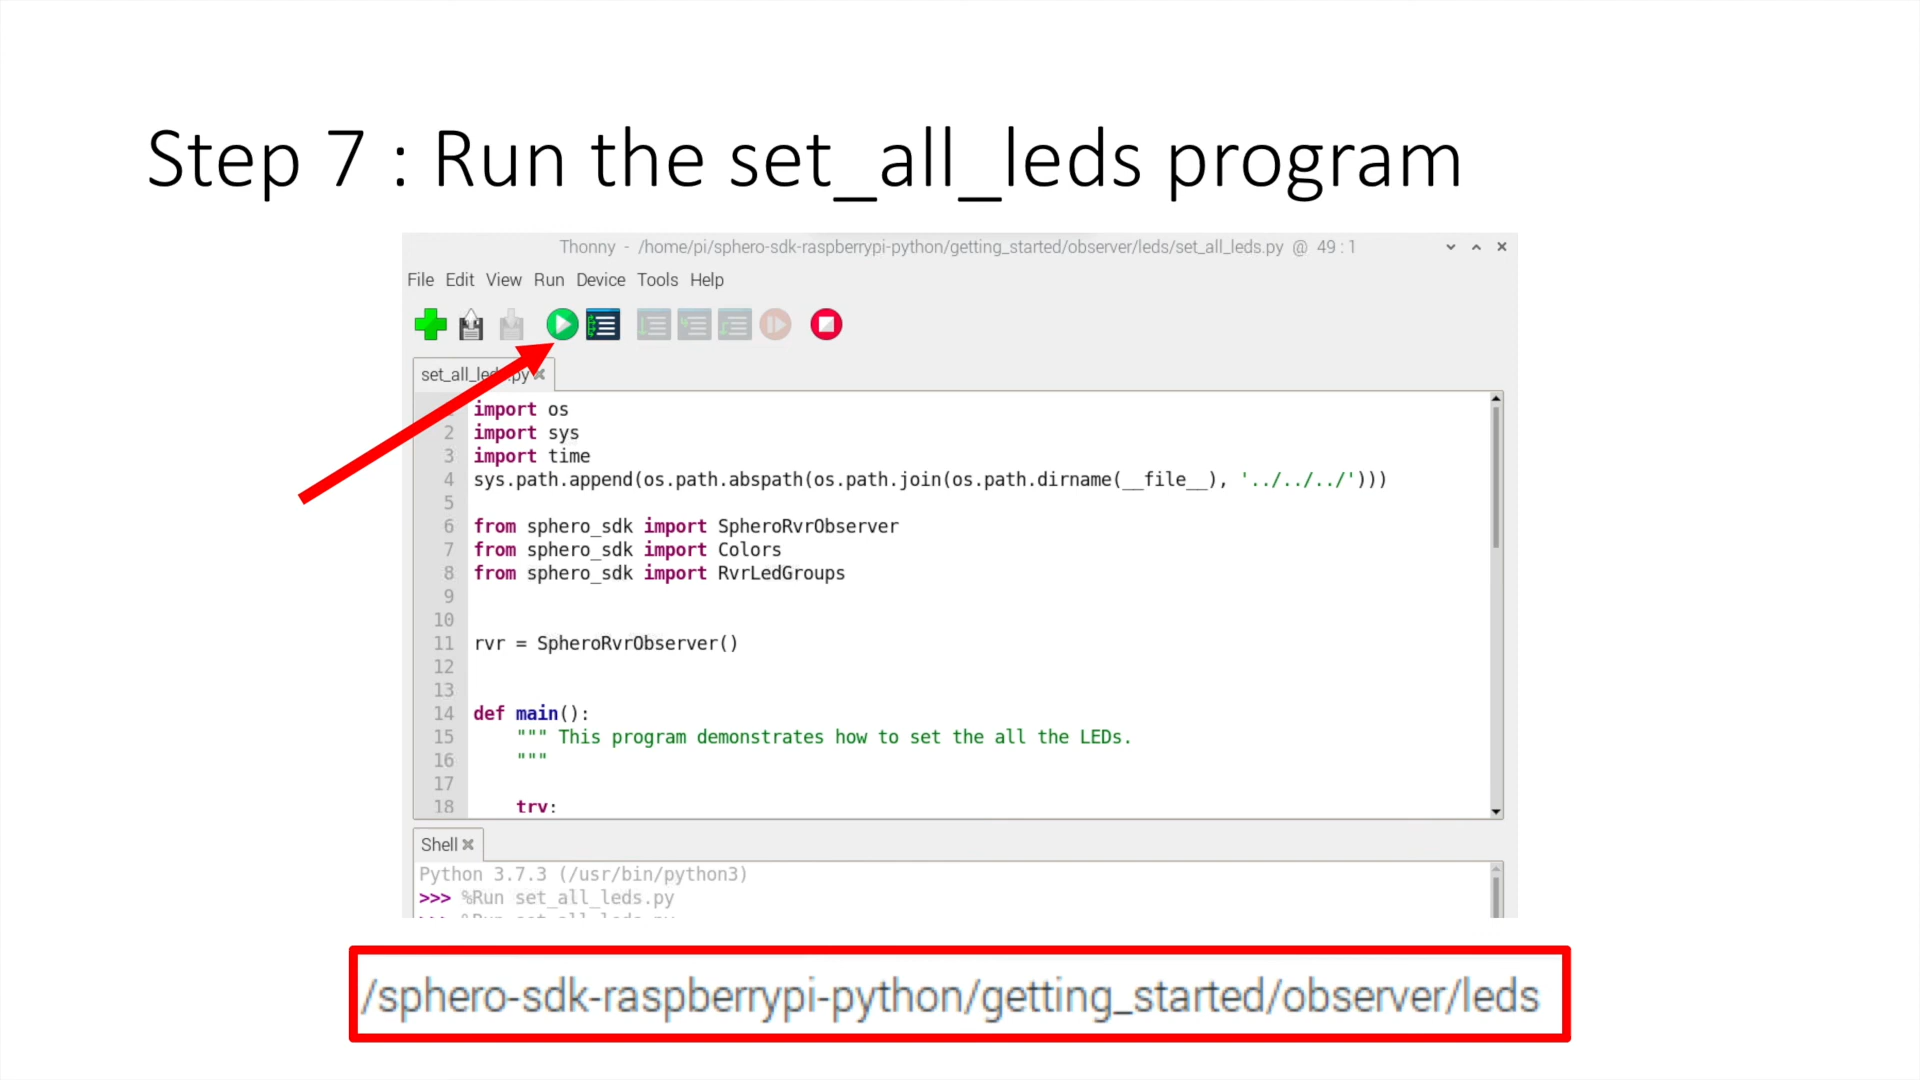 Step 7 : Run the set_all_leds program
Thonny - /home/pi/sphero-sdk-raspberrypi-python/getting_started/observer/leds/set_all_leds.py @ 49 : 1
File Edit View Run Device Tools Help
set_all_leds.py
import os
2 import sys
3 import time
4 sys.path.append(os.path.abspath(os.path.join(os.path.dirname(__file__), '../../../')))
5
6 from sphero_sdk import SpheroRvrObserver
7 from sphero_sdk import Colors
8 from sphero_sdk import RvrLedGroups
9
10
11 rvr = SpheroRvrObserver()
12
13
14 def main():
15 """ This program demonstrates how to set the all the LEDs.
16 """
17
18 try:
Shell
Python 3.7.3 (/usr/bin/python3)
>>> %Run set_all_leds.py
>>> %Run set_all_leds.py
/sphero-sdk-raspberrypi-python/getting_started/observer/leds